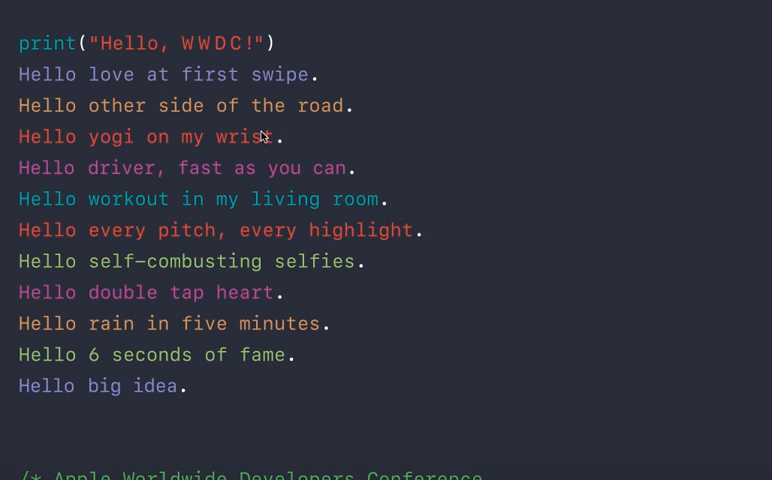 print("Hello, WWDC!")
Hello love at first swipe.
Hello other side of the road.
Hello yogi on my wrist.
Hello driver, fast as you can.
Hello workout in my living room.
Hello every pitch, every highlight.
Hello self-combusting selfies.
Hello double tap heart.
Hello rain in five minutes.
Hello 6 seconds of fame.
Hello big idea.
/* Apple Worldwide Developers Conference